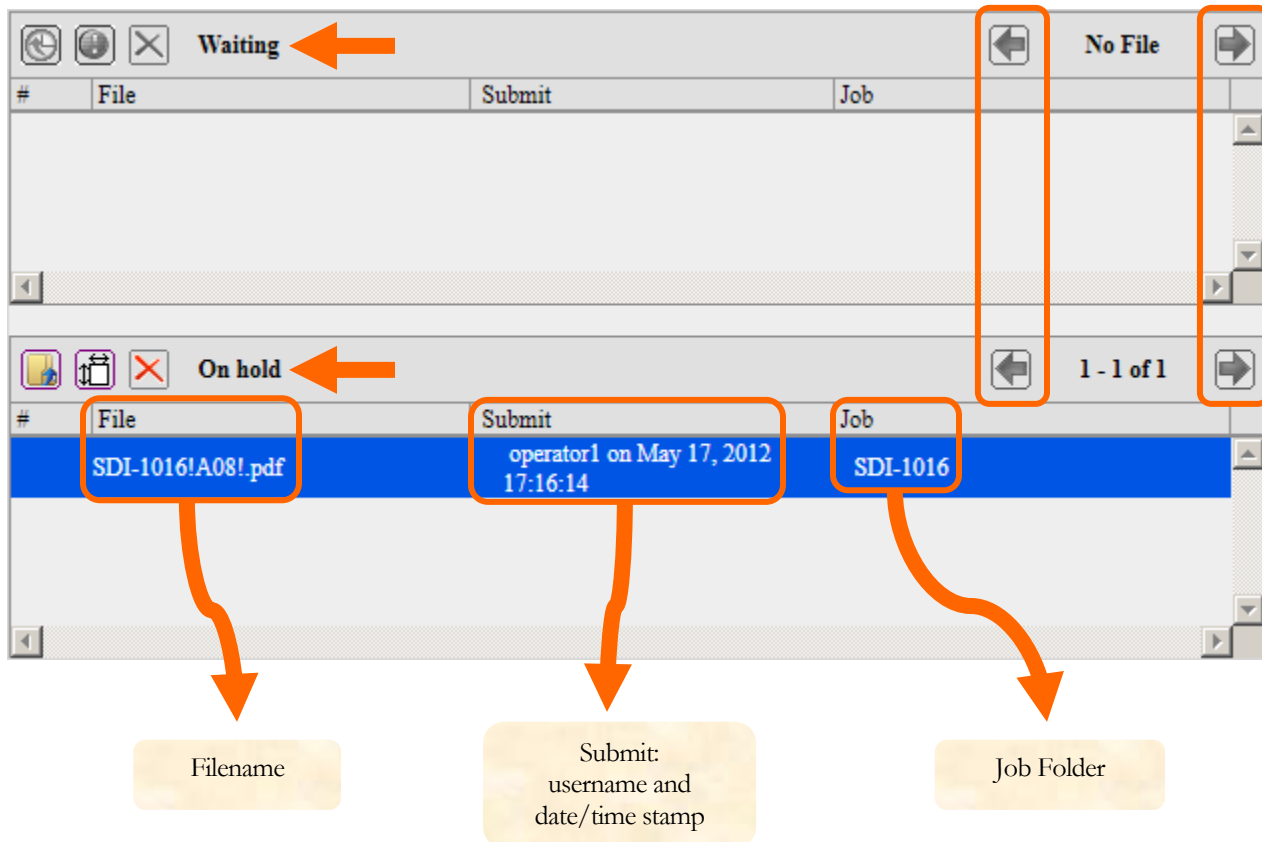 Waiting
No File
# File Submit Job
On hold
1 - 1 of 1
# File Submit Job
SDI-1016!A08!.pdf
operator1 on May 17, 2012
17:16:14
SDI-1016
Filename
Submit:
username and
date/time stamp
Job Folder